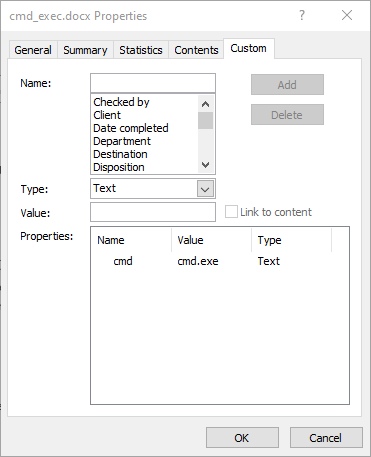 cmd_exec.docx Properties ? ×
General Summary Statistics Contents Custom
Name:
Add
Checked by
Client
Date completed
Department
Destination
Disposition
Delete
Type: Text
Value: Link to content
Properties: Name Value Type
cmd cmd.exe Text
OK Cancel